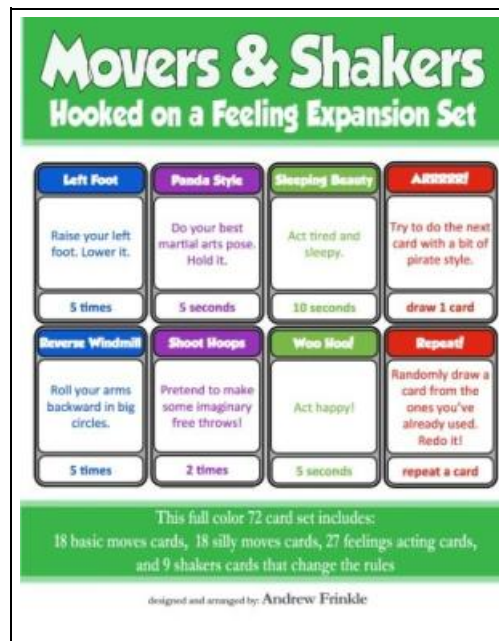 Movers & Shakers
Hooked on a Feeling Expansion Set
Left Foot
Raise your left
foot. Lower it.
5 times
Panda Style
Do your best
martial arts pose.
Hold it.
5 seconds
Sleeping Beauty
Act tired and
sleepy.
10 seconds
ARRRRR!
Try to do the next
card with a bit of
pirate style.
draw 1 card
Reverse Windmill
Roll your arms
backward in big
circles.
5 times
Shoot Hoops
Pretend to make
some imaginary
free throws!
2 times
Woo Hoo!
Act happy!
5 seconds
Repeat!
Randomly draw a
card from the
ones you've
already used.
Redo it!
repeat a card
This full color 72 card set includes:
18 basic moves cards, 18 silly moves cards, 27 feelings acting cards,
and 9 shakers cards that change the rules
designed and arranged by: Andrew Frinkle